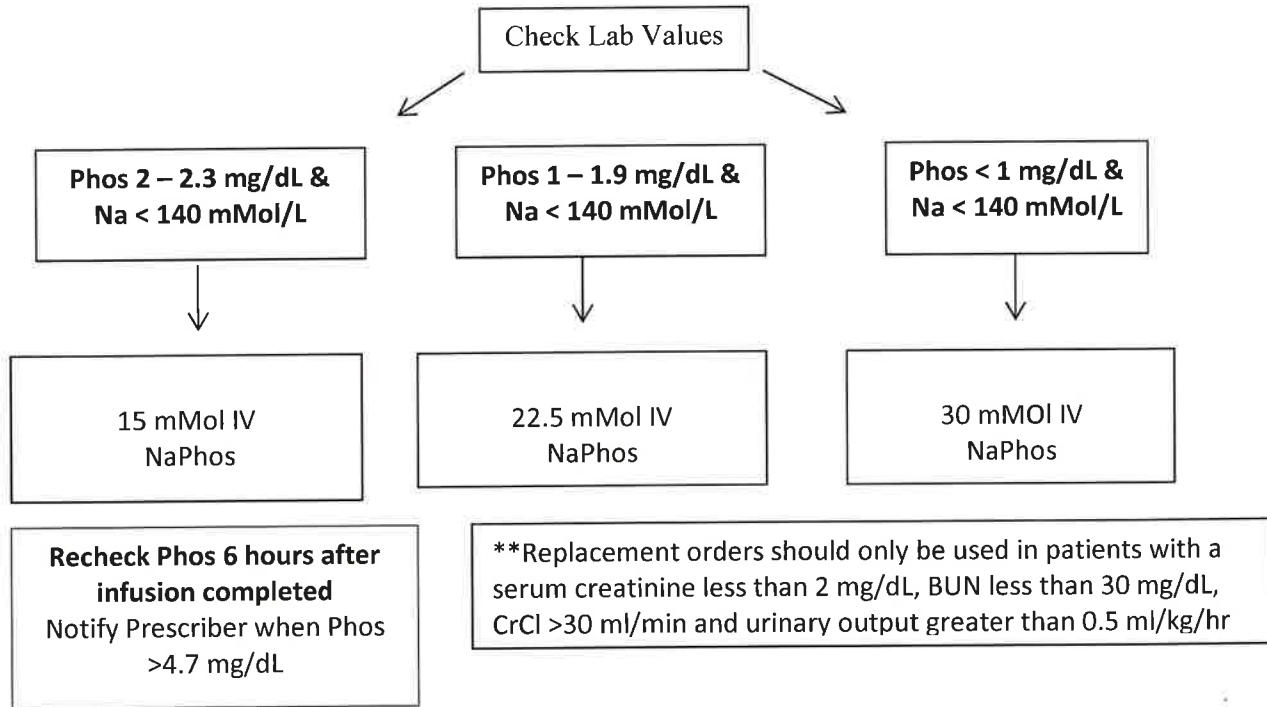 Check Lab Values
Phos 2 – 2.3 mg/dL &
Na < 140 mMol/L
Phos 1 – 1.9 mg/dL &
Na < 140 mMol/L
Phos < 1 mg/dL &
Na < 140 mMol/L
15 mMol IV
NaPhos
22.5 mMol IV
NaPhos
30 mMOl IV
NaPhos
Recheck Phos 6 hours after
infusion completed
Notify Prescriber when Phos
>4.7 mg/dL
**Replacement orders should only be used in patients with a
serum creatinine less than 2 mg/dL, BUN less than 30 mg/dL,
CrCl >30 ml/min and urinary output greater than 0.5 ml/kg/hr